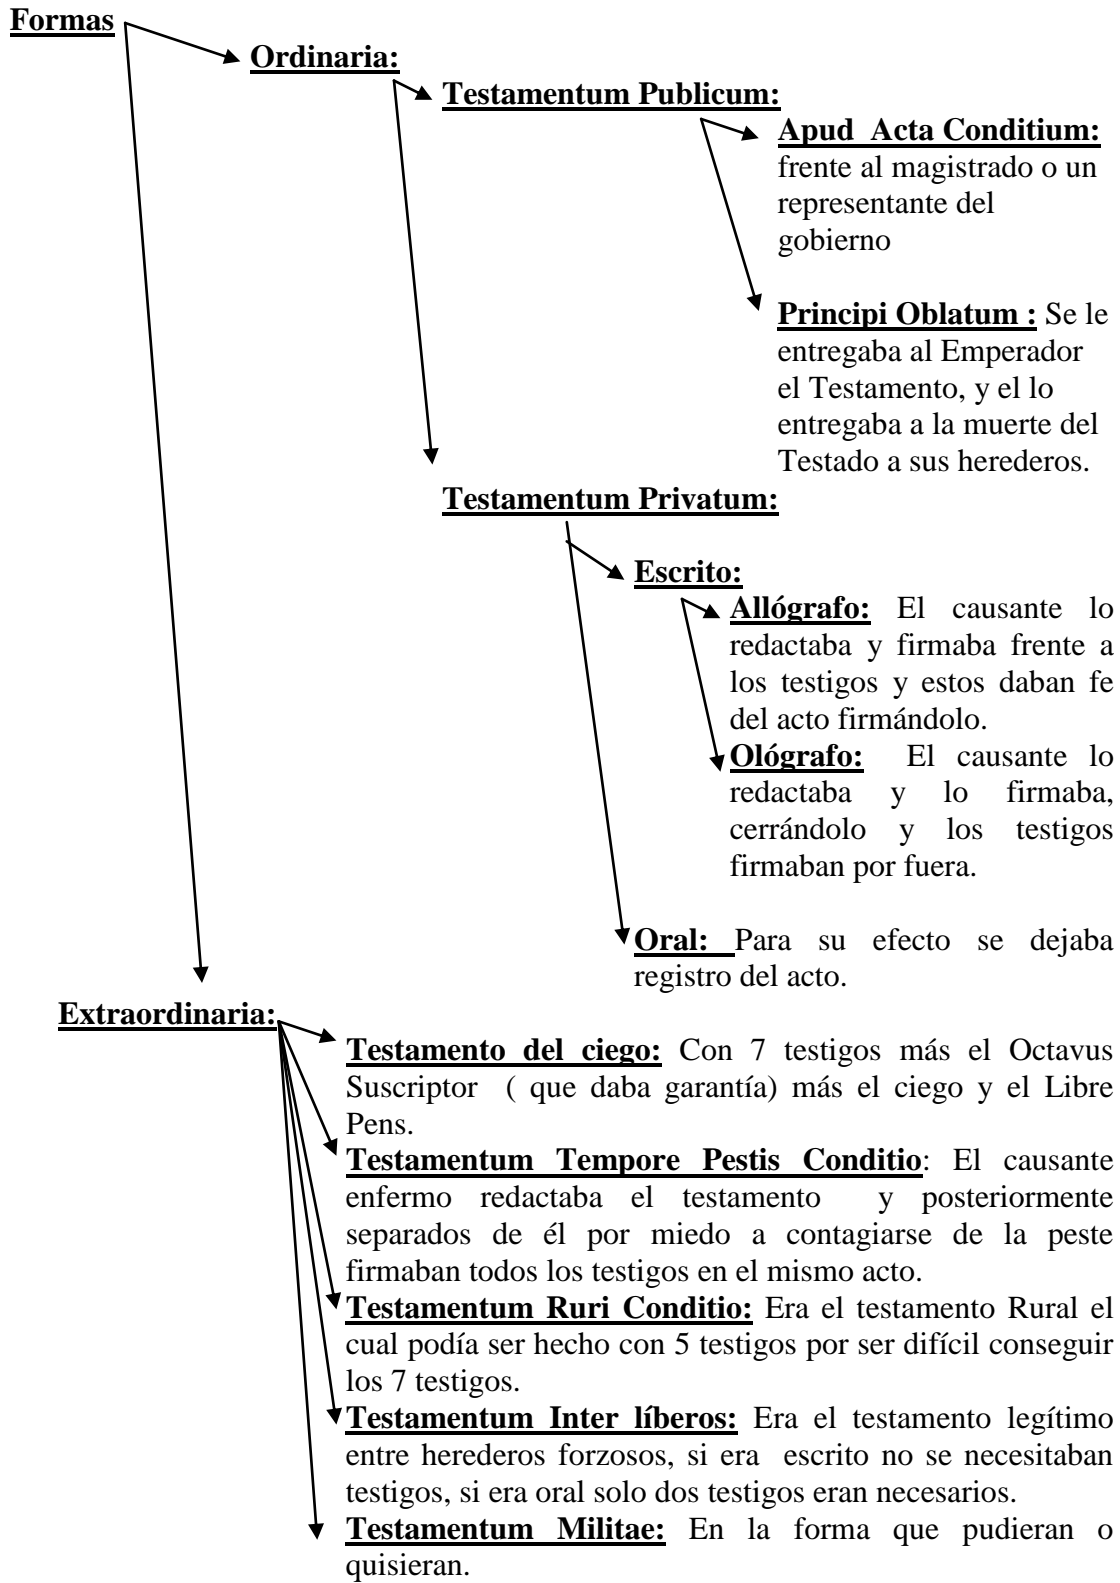 Formas
Ordinaria:
Testamentum Publicum:
Apud Acta Conditium:
frente al magistrado o un
representante del
gobierno
Principi Oblatum : Se le
entregaba al Emperador
el Testamento, y el lo
entregaba a la muerte del
Testado a sus herederos.
Testamentum Privatum:
Escrito:
Allógrafo: El causante lo
redactaba y firmaba frente a
los testigos y estos daban fe
del acto firmándolo.
Ológrafo: El causante lo
redactaba y lo firmaba,
cerrándolo y los testigos
firmaban por fuera.
Oral: Para su efecto se dejaba
registro del acto.
Extraordinaria:
Testamento del ciego: Con 7 testigos más el Octavus
Suscriptor ( que daba garantía) más el ciego y el Libre
Pens.
Testamentum Tempore Pestis Conditio: El causante
enfermo redactaba el testamento y posteriormente
separados de él por miedo a contagiarse de la peste
firmaban todos los testigos en el mismo acto.
Testamentum Ruri Conditio: Era el testamento Rural el
cual podía ser hecho con 5 testigos por ser difícil conseguir
los 7 testigos.
Testamentum Inter líberos: Era el testamento legítimo
entre herederos forzosos, si era escrito no se necesitaban
testigos, si era oral solo dos testigos eran necesarios.
Testamentum Militae: En la forma que pudieran o
quisieran.